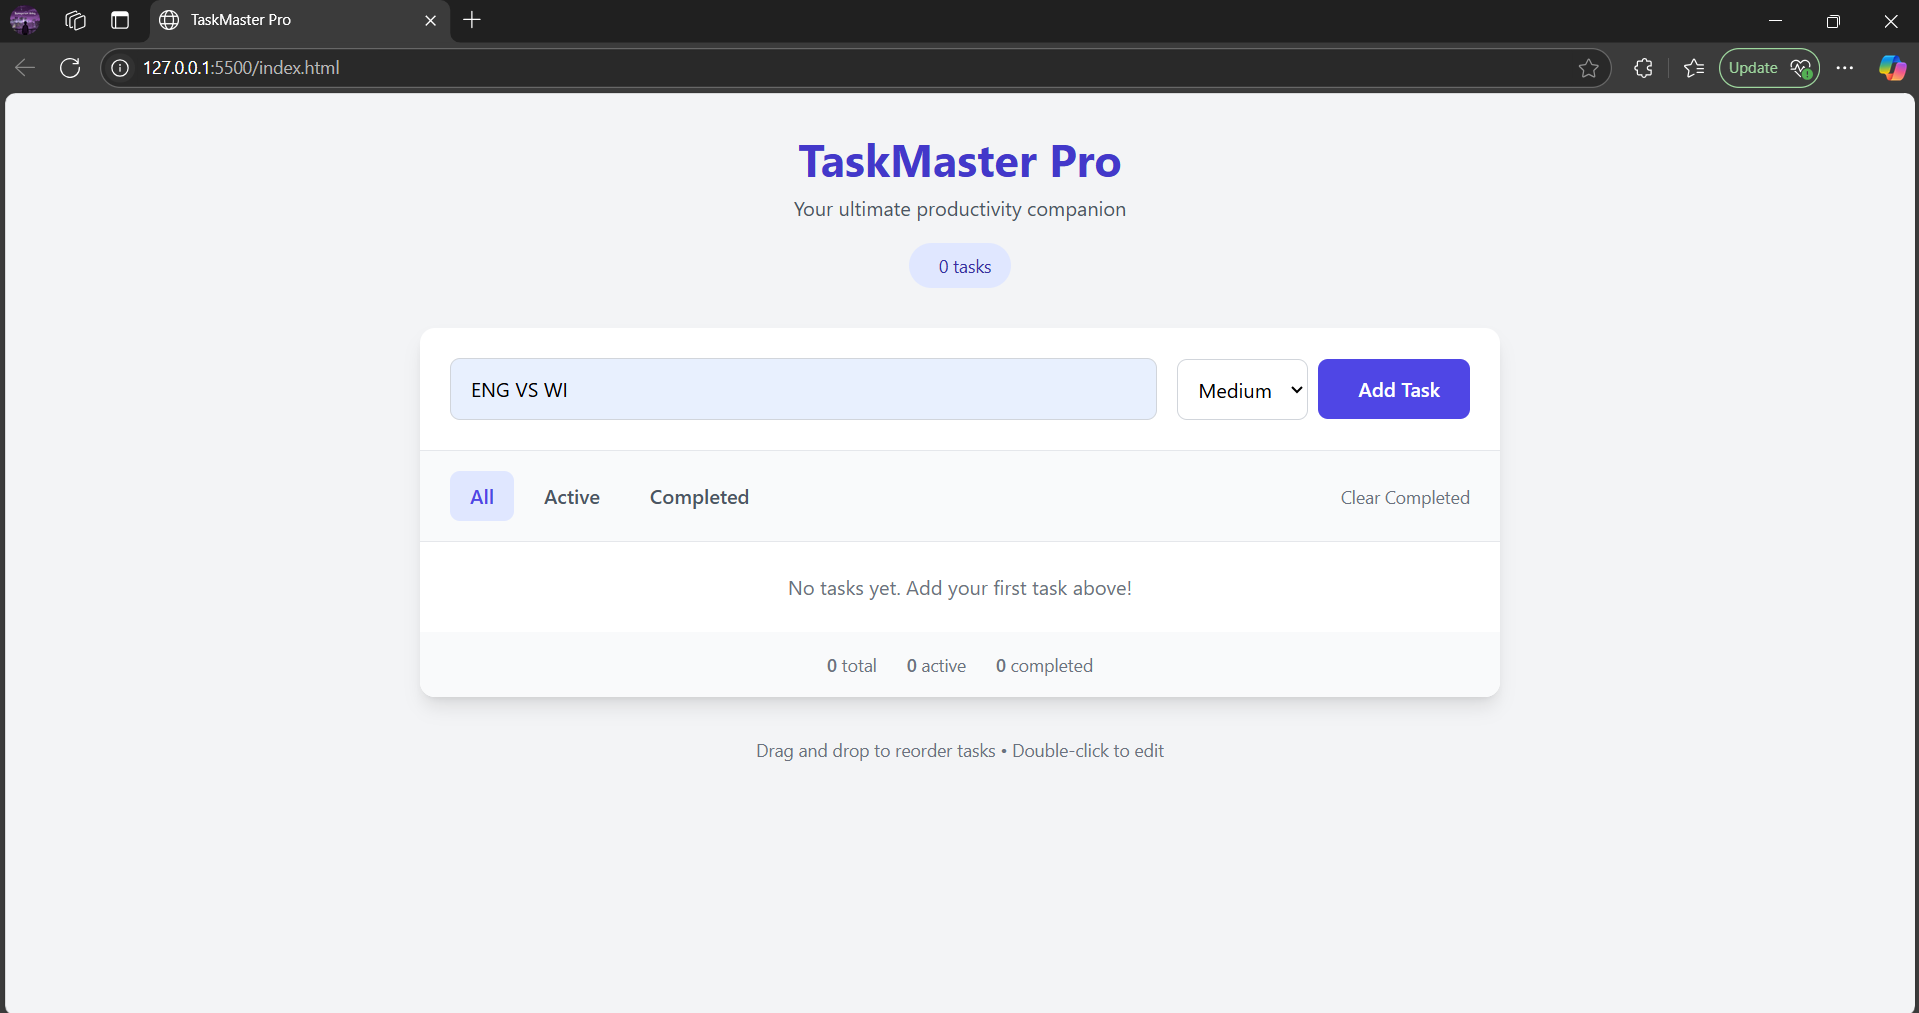 TaskMaster Pro
127.0.0.1:5500/index.html
Update
TaskMaster Pro
Your ultimate productivity companion
0 tasks
ENG VS WI
Medium
Add Task
All Active Completed Clear Completed
No tasks yet. Add your first task above!
0 total 0 active 0 completed
Drag and drop to reorder tasks • Double-click to edit